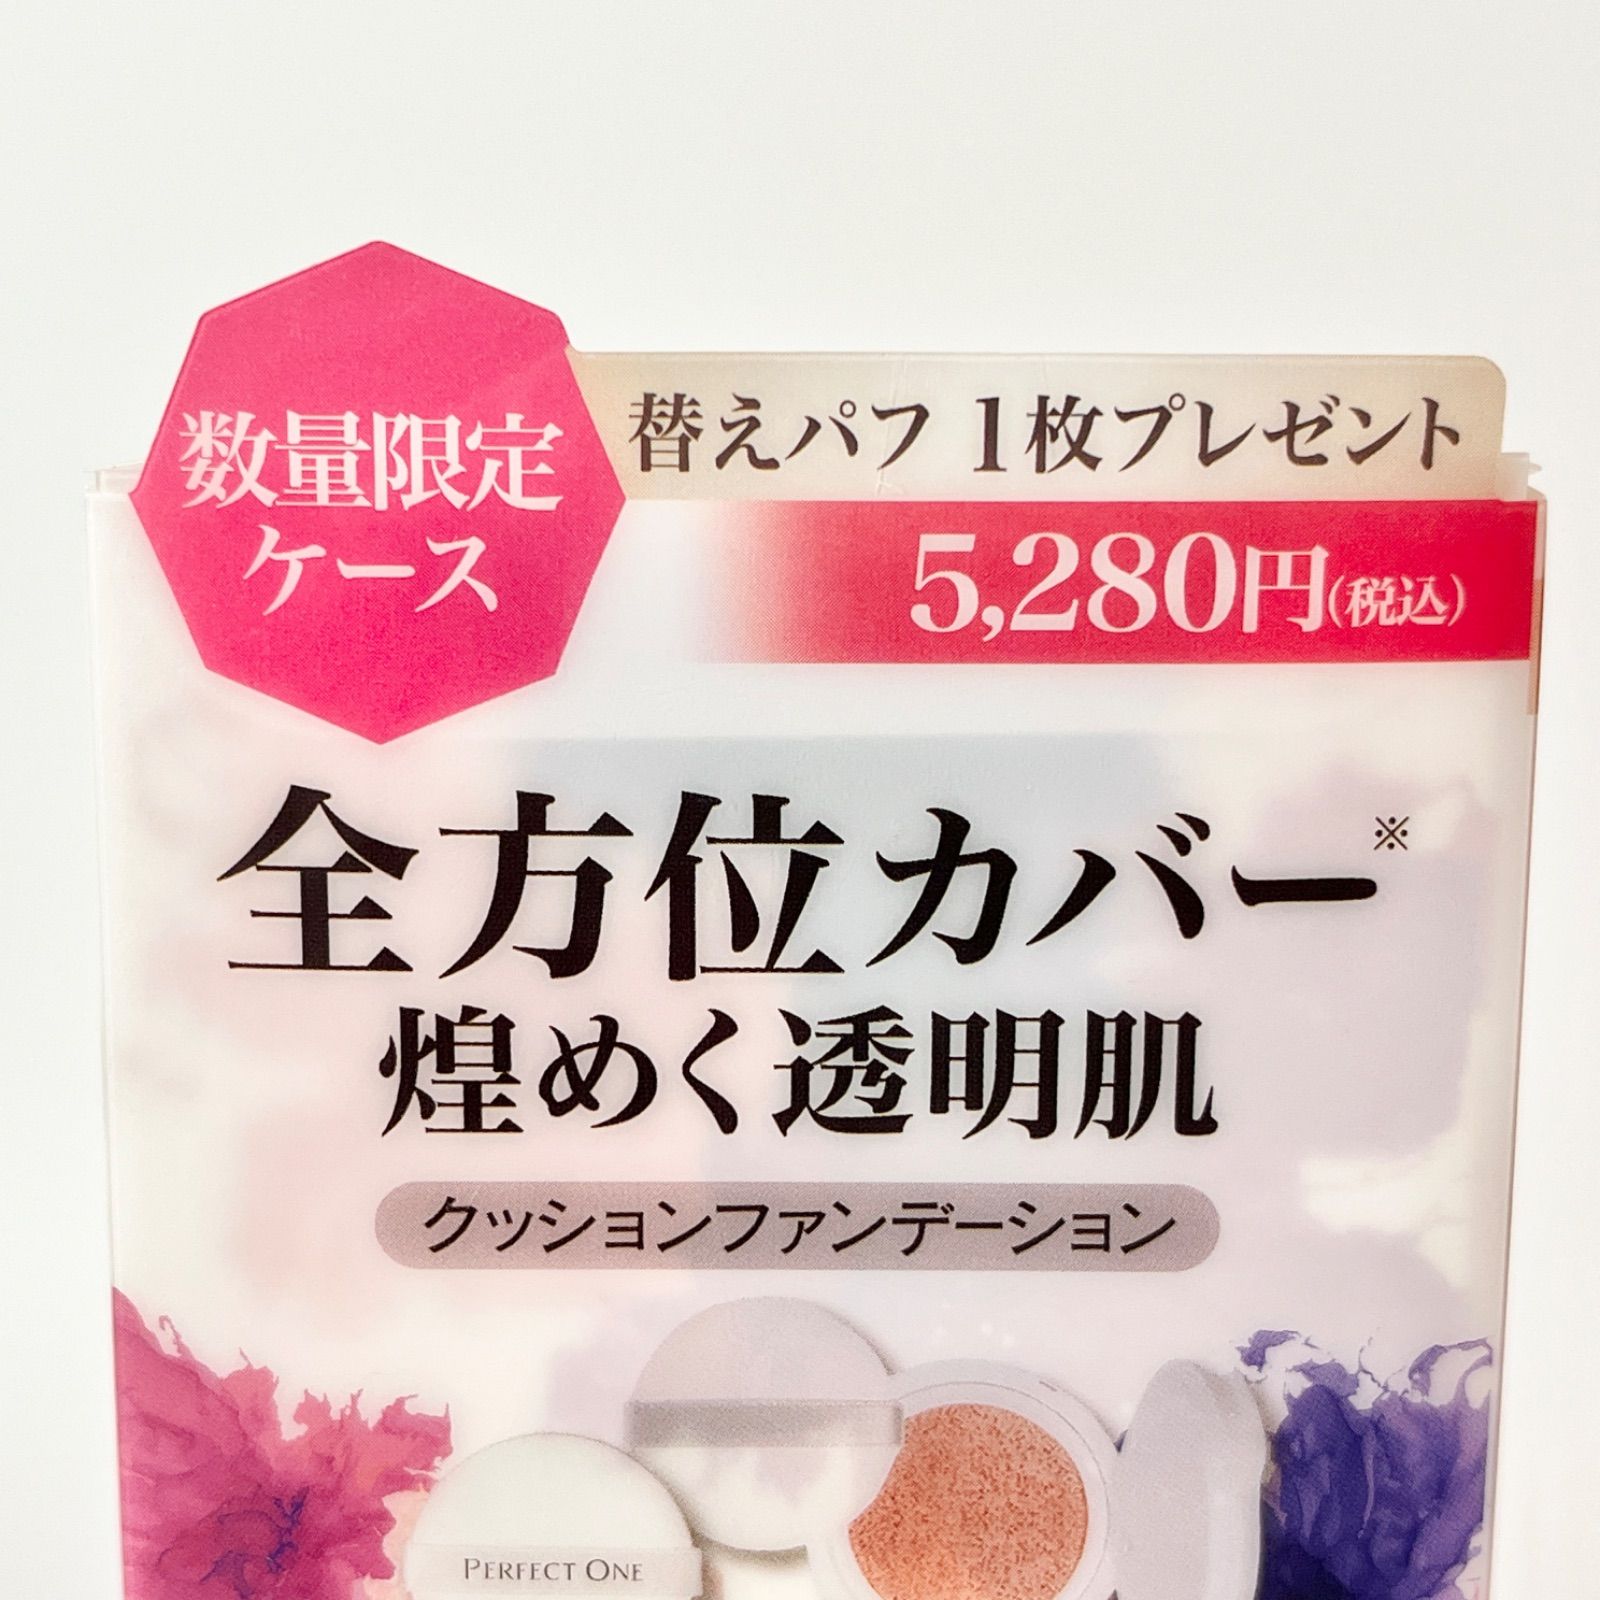 数量限定
ケース
替えパフ 1枚プレゼント
5,280円(税込)
全方位カバー※
煌めく透明肌
クッションファンデーション
PERFECT ONE